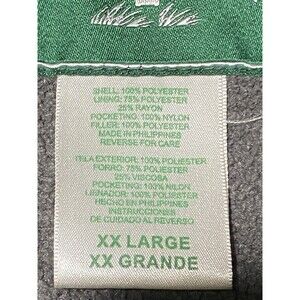 SHELL: 100% POLYESTER
LINING: 75% POLYESTER
25% RAYON
POCKETING: 100% NYLON
FILLER: 100% POLYESTER
MADE IN PHILIPPINES
REVERSE FOR CARE
TELA EXTERIOR: 100% POLIESTER
FORRO: 75% POLIESTER
25% VISCOSA
POCKETING: 100% NILON
LLENADOR: 100% POLIESTER
HECHO EN PHILIPPINES
INSTRUCCIONES
DE CUIDADO AL REVERSO
XX LARGE
XX GRANDE